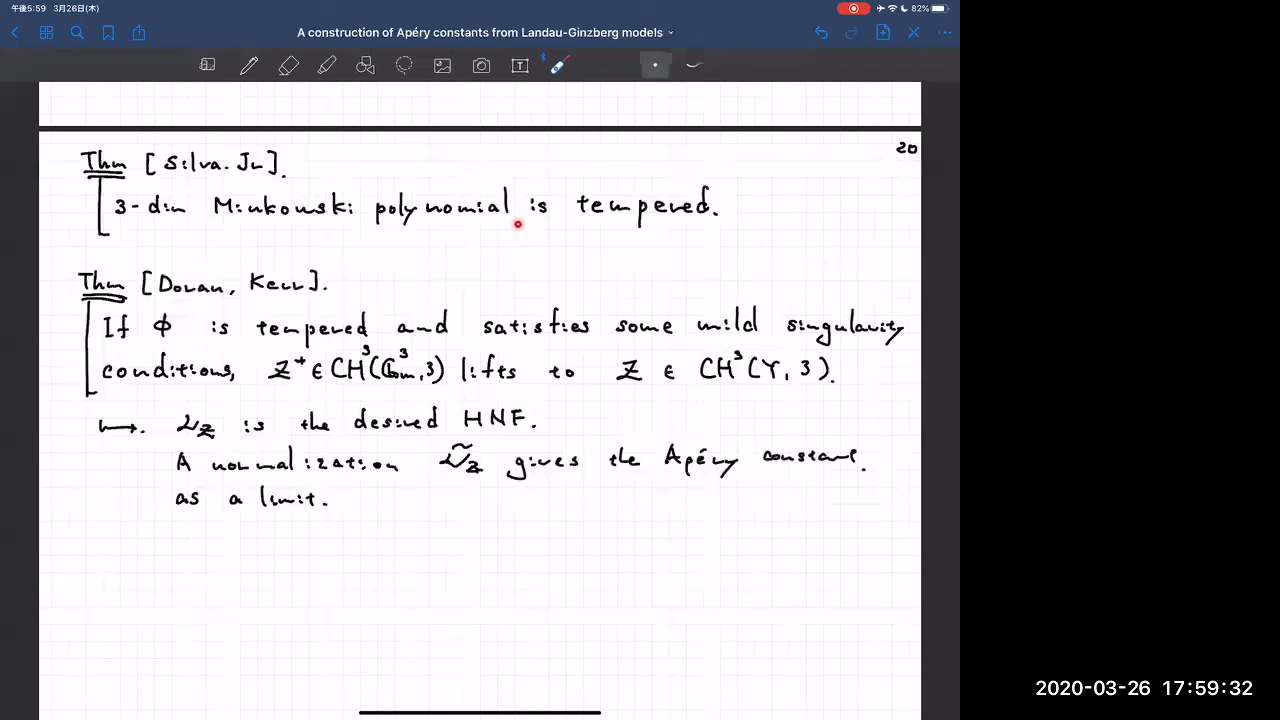 午後5:59 3月26日(木)
82%
A construction of Apéry constants from Landau-Ginzberg models
20
Thm [Silva. Jr].
3-dim Minkowski polynomial is tempered.
Thm [Doran, Kerr].
If ϕ is tempered and satisfies some mild singularity
conditions, Z* ∈ CH³(𝔾m³, 3) lifts to Z ∈ CH³(Y, 3).
↦. 𝒱_Z is the desired HNF.
A normalization 𝒱̃_Z gives the Apéry constant
as a limit.
2020-03-26 17:59:32